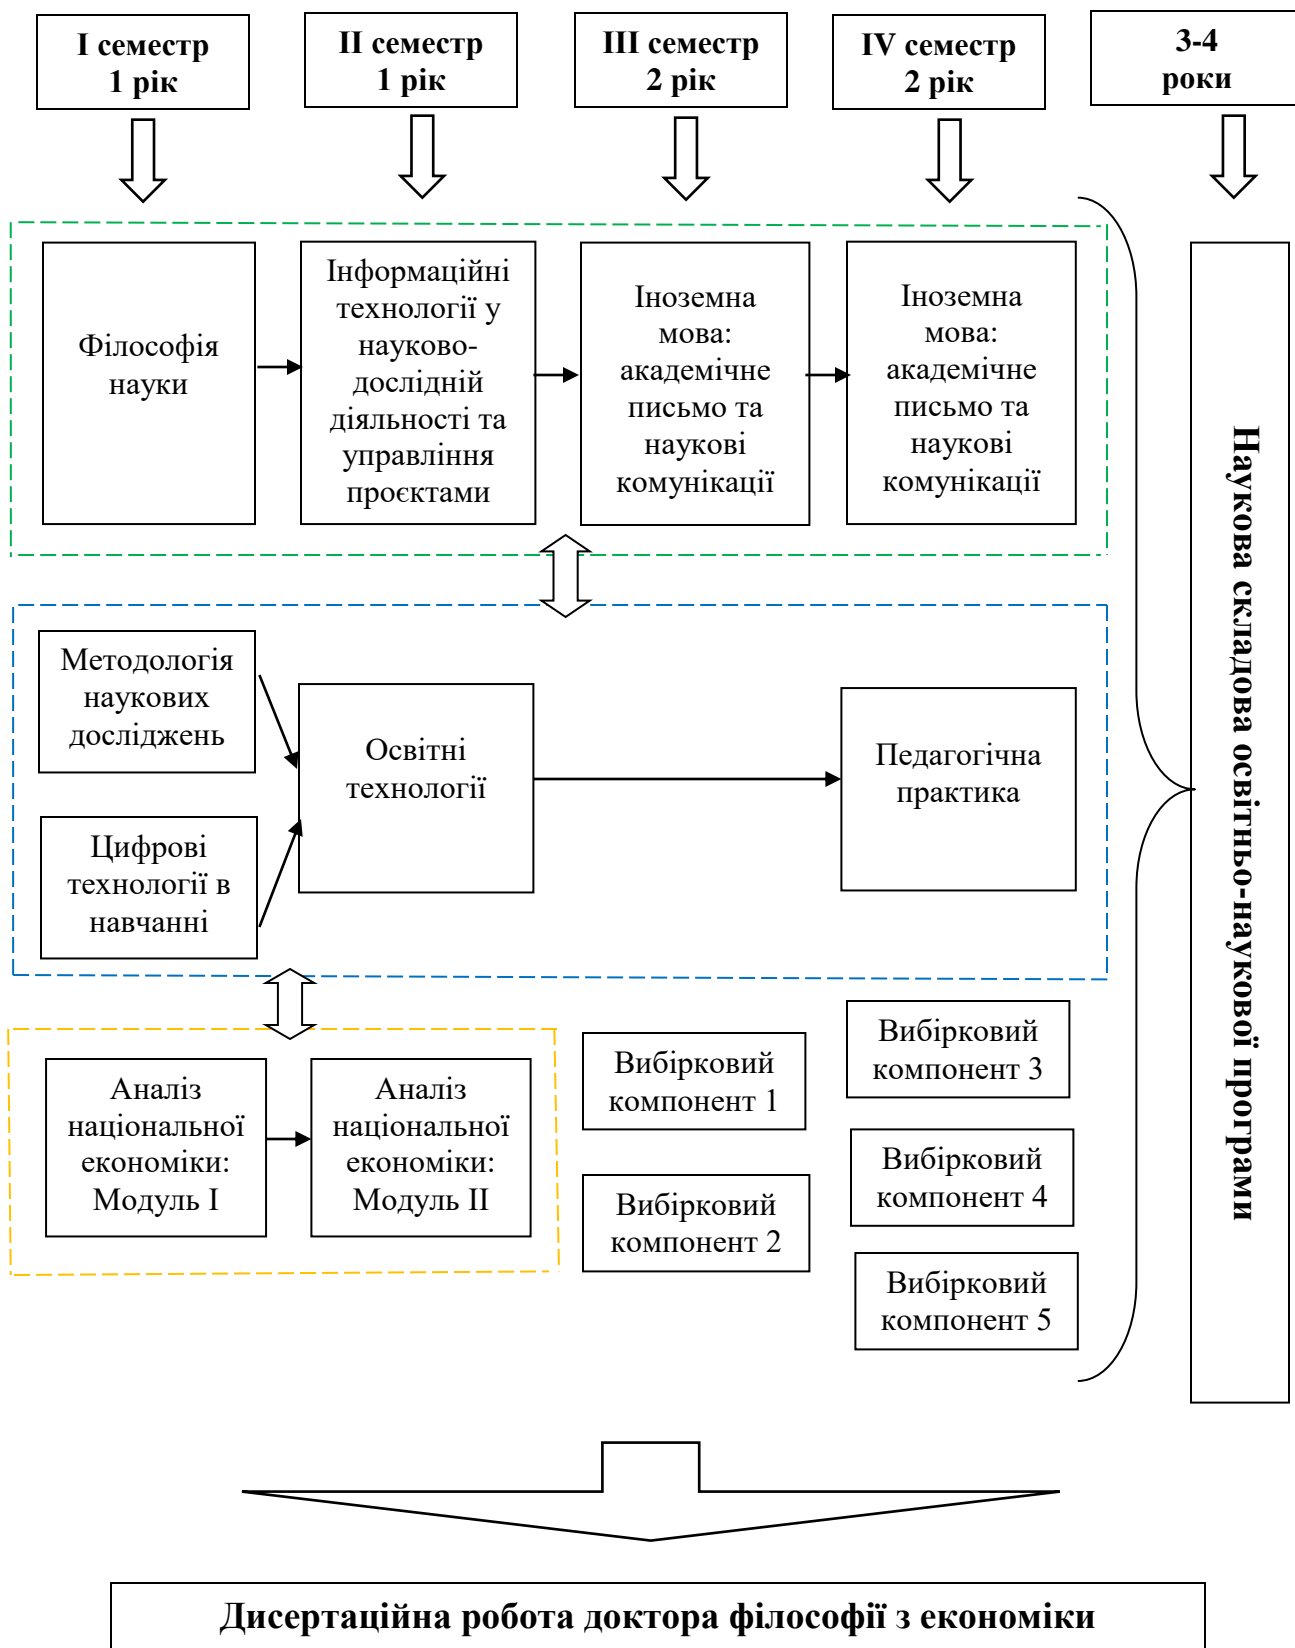 I семестр
1 рік
II семестр
1 рік
III семестр
2 рік
IV семестр
2 рік
3-4
роки
Філософія
науки
Інформаційні
технології у
науково-
дослідній
діяльності та
управління
проєктами
Іноземна
мова:
академічне
письмо та
наукові
комунікації
Іноземна
мова:
академічне
письмо та
наукові
комунікації
Методологія
наукових
досліджень
Цифрові
технології в
навчанні
Освітні
технології
Педагогічна
практика
Аналіз
національної
економіки:
Модуль I
Аналіз
національної
економіки:
Модуль II
Вибірковий
компонент 1
Вибірковий
компонент 2
Вибірковий
компонент 3
Вибірковий
компонент 4
Вибірковий
компонент 5
Наукова складова освітньо-наукової програми
Дисертаційна робота доктора філософії з економіки